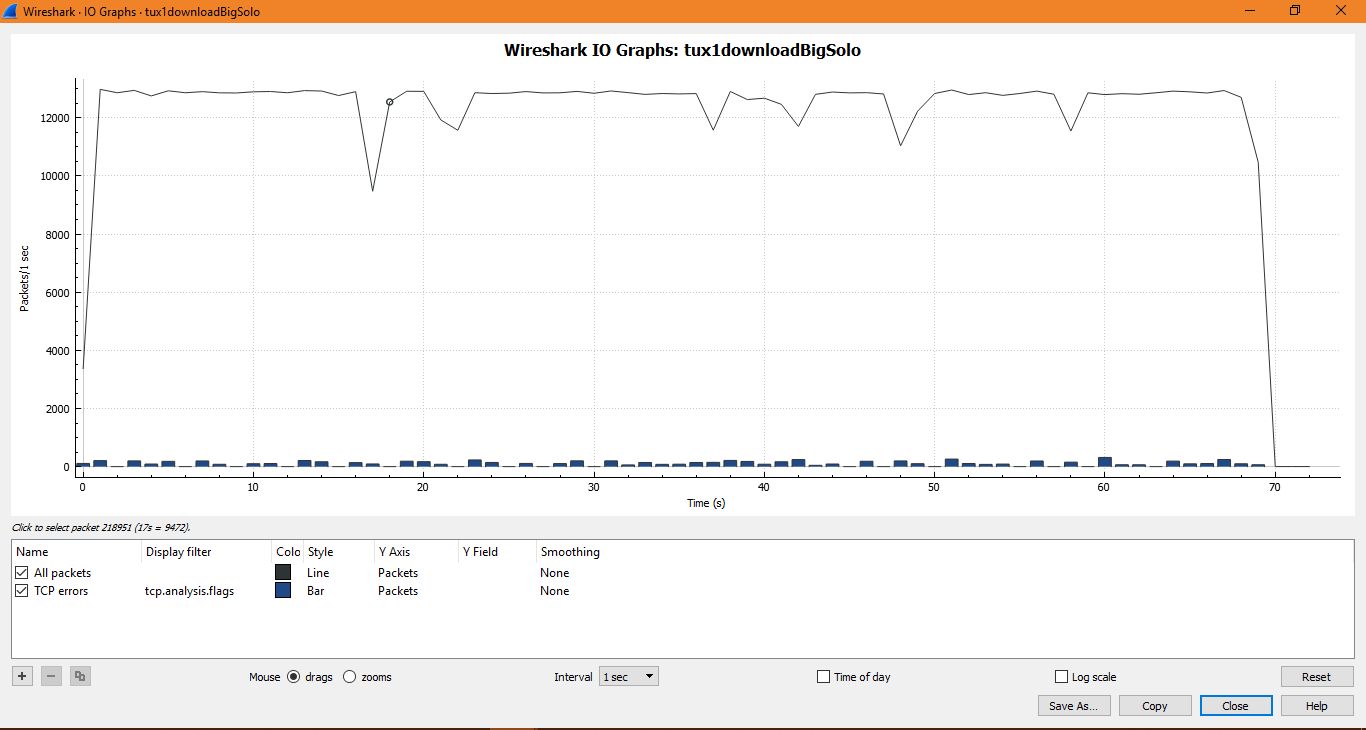 Wireshark · IO Graphs · tux1downloadBigSolo
Wireshark IO Graphs: tux1downloadBigSolo
Packets/1 sec
12000
10000
8000
6000
4000
2000
0
0 10 20 30 40 50 60 70
Time (s)
Click to select packet 218951 (17s = 9472).
Name Display filter Colo Style Y Axis Y Field Smoothing
All packets Line Packets None
TCP errors tcp.analysis.flags Bar Packets None
Mouse drags zooms Interval 1 sec Time of day Log scale Reset
Save As... Copy Close Help